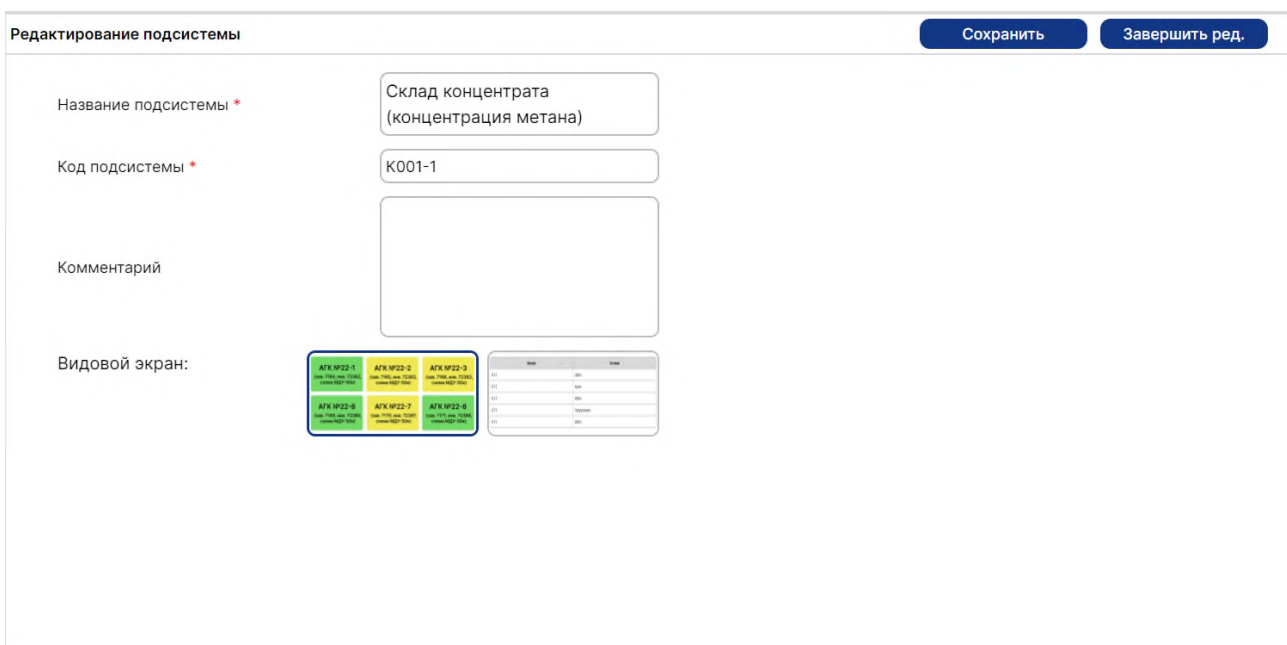 Редактирование подсистемы
Сохранить
Завершить ред.
Название подсистемы *
Склад концентрата
(концентрация метана)
Код подсистемы *
K001-1
Комментарий
Видовой экран:
АГК №22-1
АГК №22-2
АГК №22-3
АГК №22-6
АГК №22-7
АГК №22-8